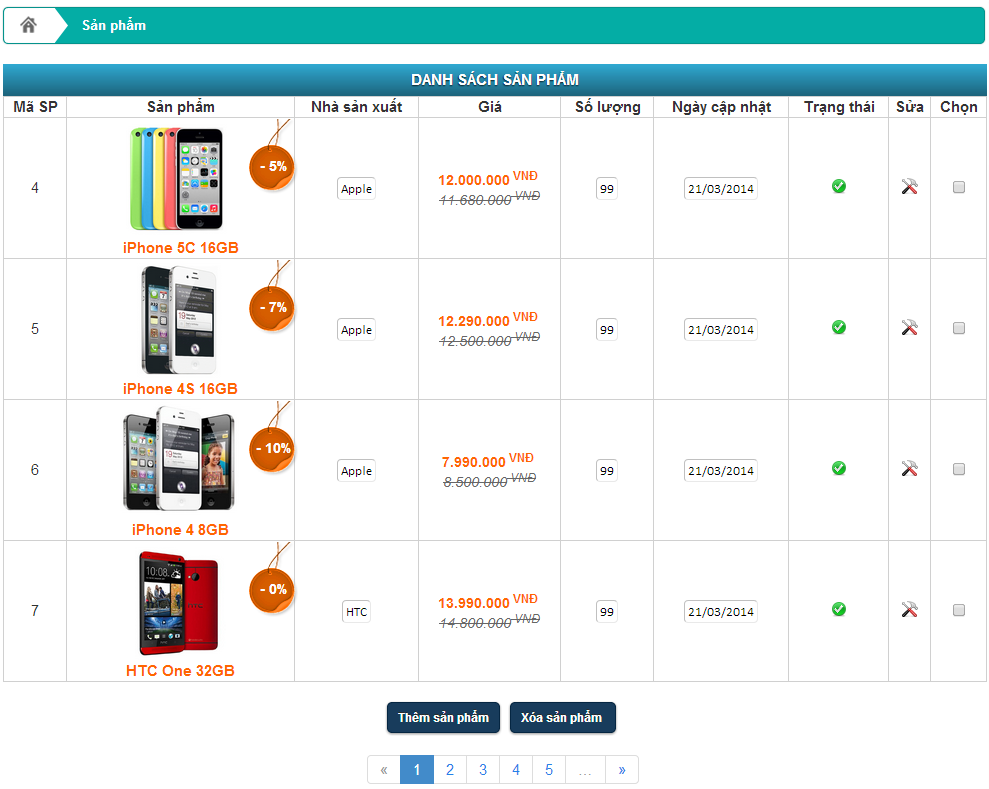 Sản phẩm
DANH SÁCH SẢN PHẨM
Mã SP Sản phẩm Nhà sản xuất Giá Số lượng Ngày cập nhật Trạng thái Sửa Chọn
- 5%
4 Apple 12.000.000 VNĐ 99 21/03/2014
11.680.000 VNĐ
iPhone 5C 16GB
- 7%
5 Apple 12.290.000 VNĐ 99 21/03/2014
12.500.000 VNĐ
iPhone 4S 16GB
- 10%
6 Apple 7.990.000 VNĐ 99 21/03/2014
8.500.000 VNĐ
iPhone 4 8GB
- 0%
7 HTC 13.990.000 VNĐ 99 21/03/2014
14.800.000 VNĐ
HTC One 32GB
Thêm sản phẩm Xóa sản phẩm
« 1 2 3 4 5 ... »